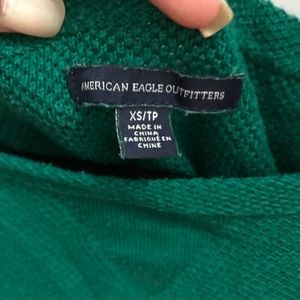 AMERICAN EAGLE OUTFITTERS
XS/TP
MADE IN
CHINA
FABRIQUÉ EN
CHINE